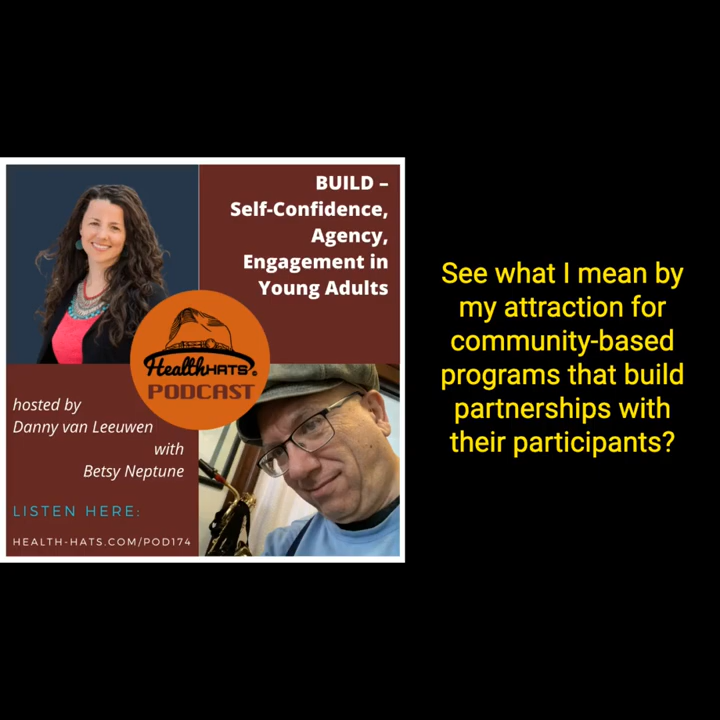 BUILD –
Self-Confidence,
Agency,
Engagement in
Young Adults
HealthHATS®
PODCAST
hosted by
Danny van Leeuwen
with
Betsy Neptune
LISTEN HERE:
HEALTH-HATS.COM/POD174
See what I mean by
my attraction for
community-based
programs that build
partnerships with
their participants?